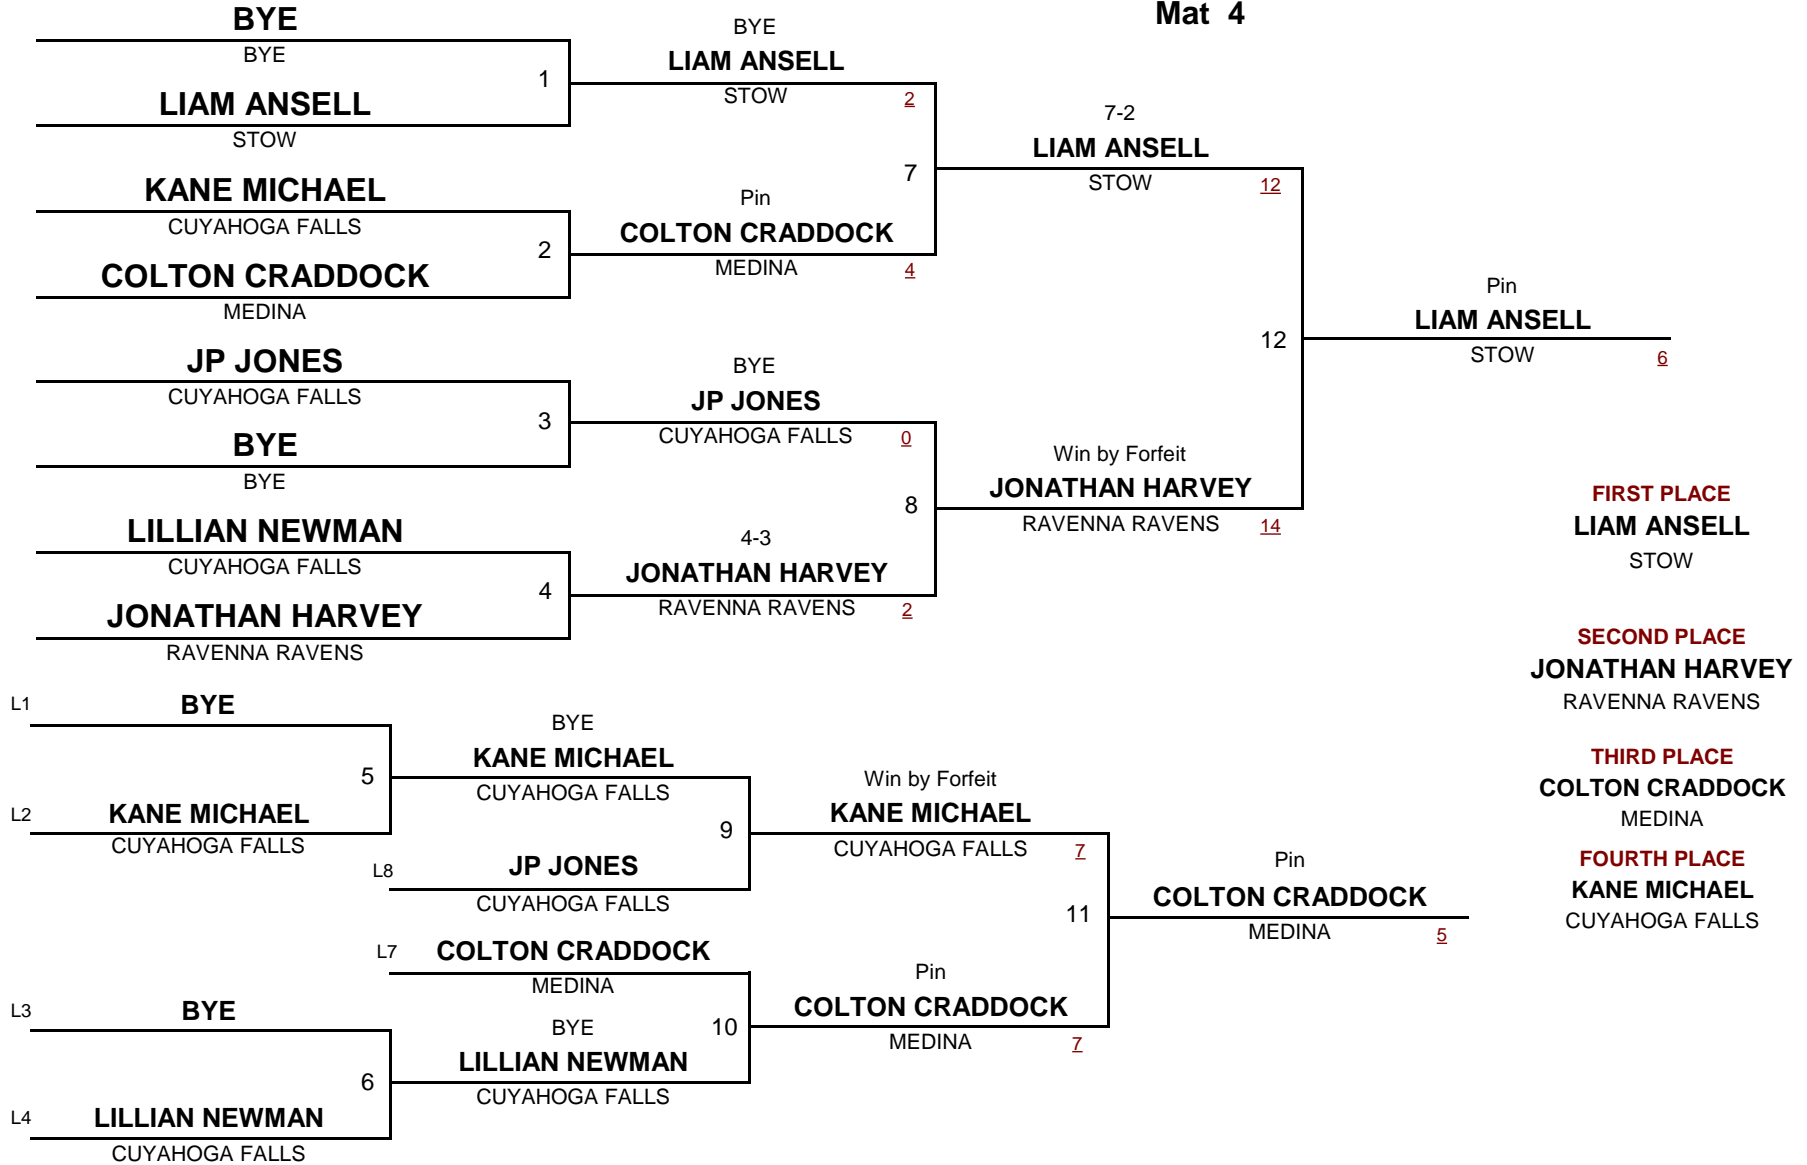 Mat 4
BYE
BYE
1
LIAM ANSELL
STOW
KANE MICHAEL
CUYAHOGA FALLS
2
COLTON CRADDOCK
MEDINA
JP JONES
CUYAHOGA FALLS
3
BYE
BYE
LILLIAN NEWMAN
CUYAHOGA FALLS
4
JONATHAN HARVEY
RAVENNA RAVENS
BYE
LIAM ANSELL
STOW 2
7
Pin
COLTON CRADDOCK
MEDINA 4
BYE
JP JONES
CUYAHOGA FALLS 0
8
4-3
JONATHAN HARVEY
RAVENNA RAVENS 2
7-2
LIAM ANSELL
STOW 12
12
Win by Forfeit
JONATHAN HARVEY
RAVENNA RAVENS 14
Pin
LIAM ANSELL
STOW 6
FIRST PLACE
LIAM ANSELL
STOW
SECOND PLACE
JONATHAN HARVEY
RAVENNA RAVENS
THIRD PLACE
COLTON CRADDOCK
MEDINA
FOURTH PLACE
KANE MICHAEL
CUYAHOGA FALLS
L1 BYE
5
L2 KANE MICHAEL
CUYAHOGA FALLS
L3 BYE
6
L4 LILLIAN NEWMAN
CUYAHOGA FALLS
BYE
KANE MICHAEL
CUYAHOGA FALLS
9
L8 JP JONES
CUYAHOGA FALLS
L7 COLTON CRADDOCK
MEDINA
10
BYE
LILLIAN NEWMAN
CUYAHOGA FALLS
Win by Forfeit
KANE MICHAEL
CUYAHOGA FALLS 7
11
Pin
COLTON CRADDOCK
MEDINA 7
Pin
COLTON CRADDOCK
MEDINA 5